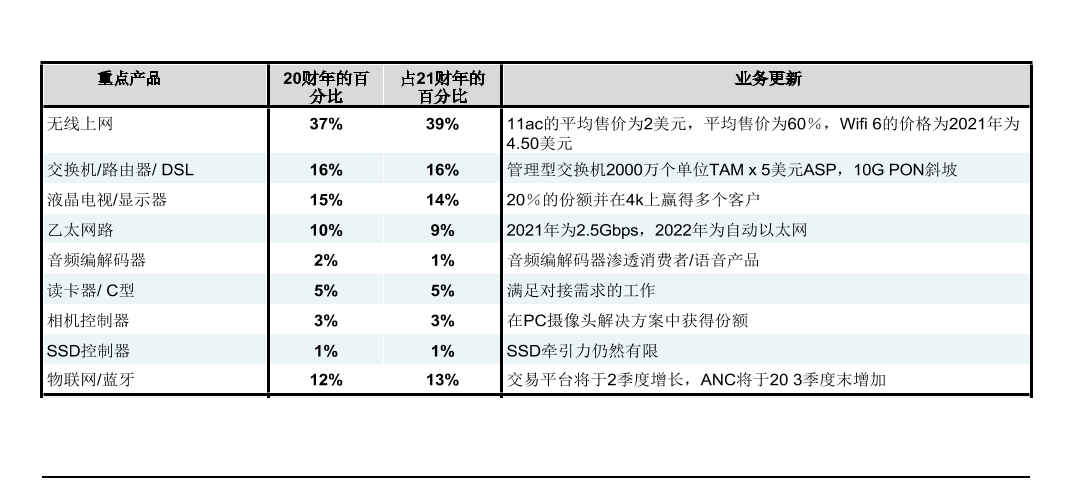 重点产品 20财年的百分比 占21财年的百分比 业务更新
无线上网 37% 39% 11ac的平均售价为2美元，平均售价为60％，Wifi 6的价格为2021年为
4.50美元
交换机/路由器/ DSL 16% 16% 管理型交换机2000万个单位TAM x 5美元ASP，10G PON斜坡
液晶电视/显示器 15% 14% 20％的份额并在4k上赢得多个客户
乙太网路 10% 9% 2021年为2.5Gbps，2022年为自动以太网
音频编解码器 2% 1% 音频编解码器渗透消费者/语音产品
读卡器/ C型 5% 5% 满足对接需求的工作
相机控制器 3% 3% 在PC摄像头解决方案中获得份额
SSD控制器 1% 1% SSD牵引力仍然有限
物联网/蓝牙 12% 13% 交易平台将于2季度增长，ANC将于20 3季度末增加